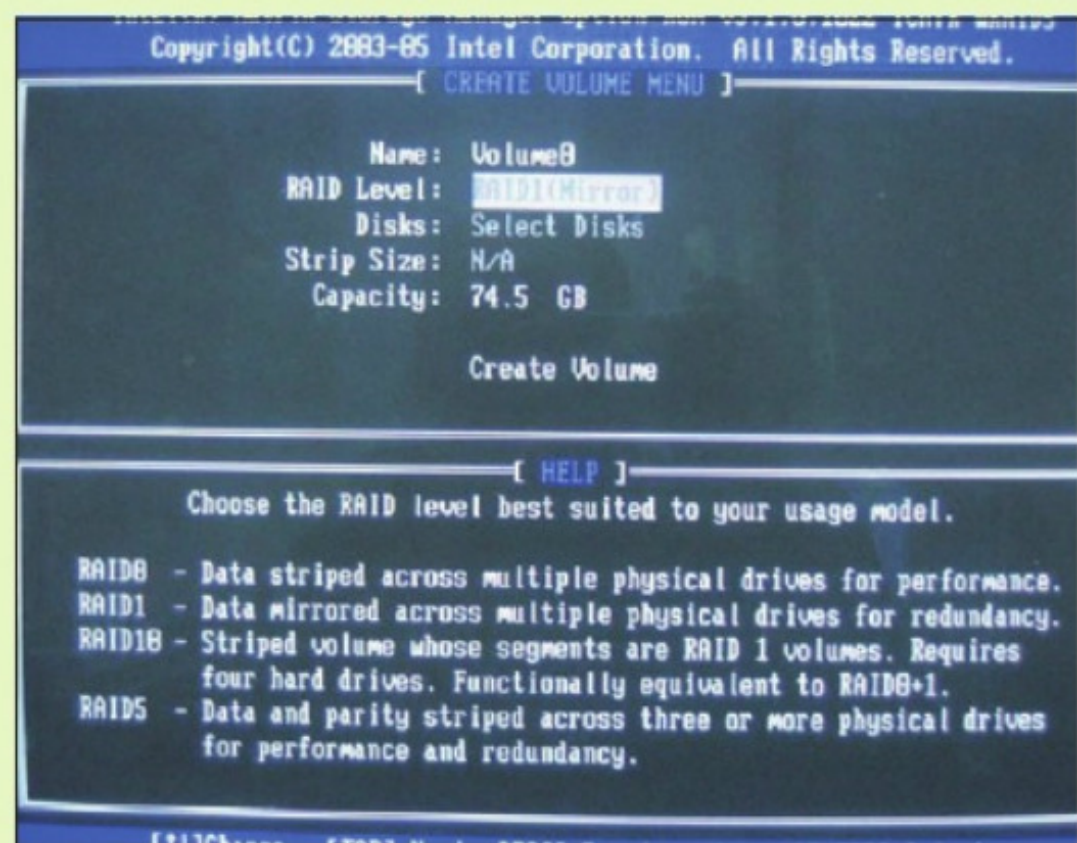 Copyright(C) 2003-05 Intel Corporation. All Rights Reserved.
[ CREATE VOLUME MENU ]
Name: Volume0
RAID Level: RAID1(Mirror)
Disks: Select Disks
Strip Size: N/A
Capacity: 74.5 GB
Create Volume
[ HELP ]
Choose the RAID level best suited to your usage model.
RAID0 - Data striped across multiple physical drives for performance.
RAID1 - Data mirrored across multiple physical drives for redundancy.
RAID10 - Striped volume whose segments are RAID 1 volumes. Requires
four hard drives. Functionally equivalent to RAID0+1.
RAID5 - Data and parity striped across three or more physical drives
for performance and redundancy.